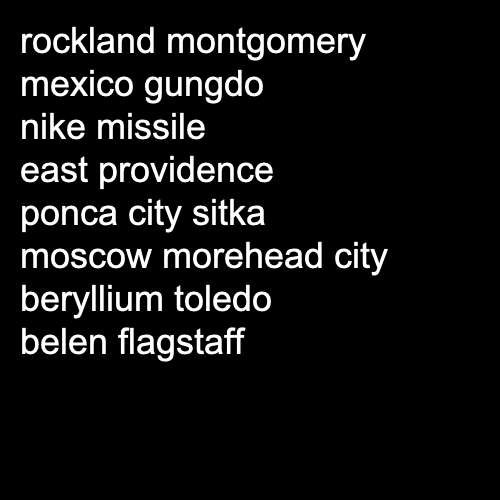 rockland montgomery
mexico gungdo
nike missile
east providence
ponca city sitka
moscow morehead city
beryllium toledo
belen flagstaff